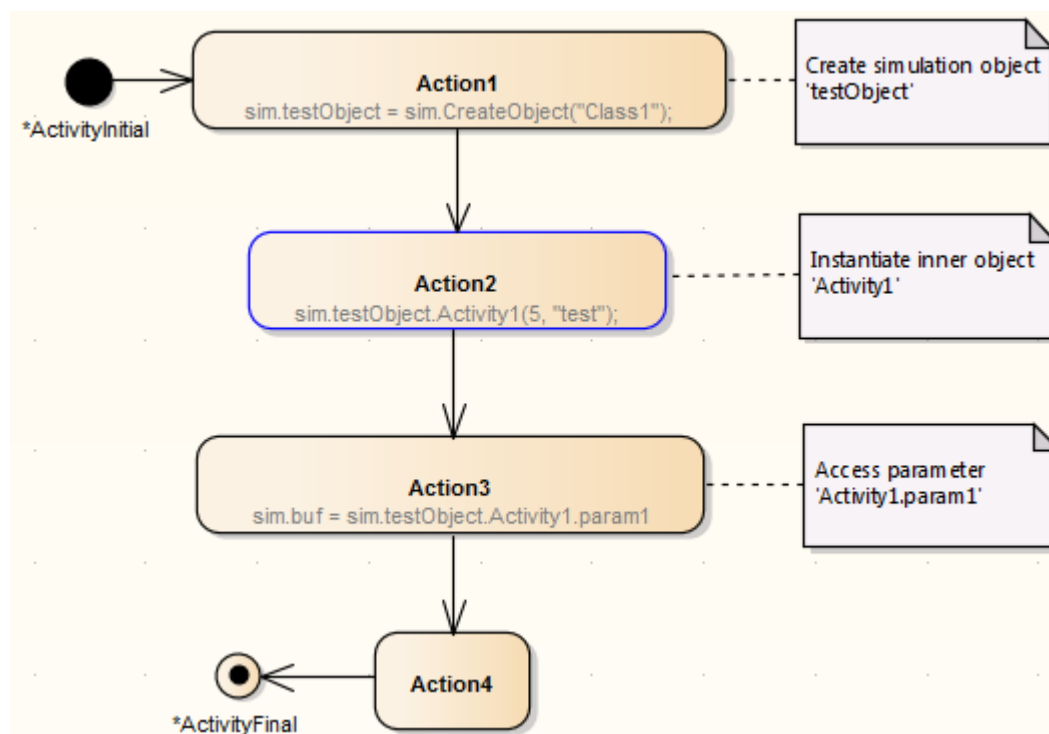 *ActivityInitial
Action1
sim.testObject = sim.CreateObject("Class1");
Create simulation object
'testObject'
Action2
sim.testObject.Activity1(5, "test");
Instantiate inner object
'Activity1'
Action3
sim.buf = sim.testObject.Activity1.param1
Access parameter
'Activity1.param1'
Action4
*ActivityFinal